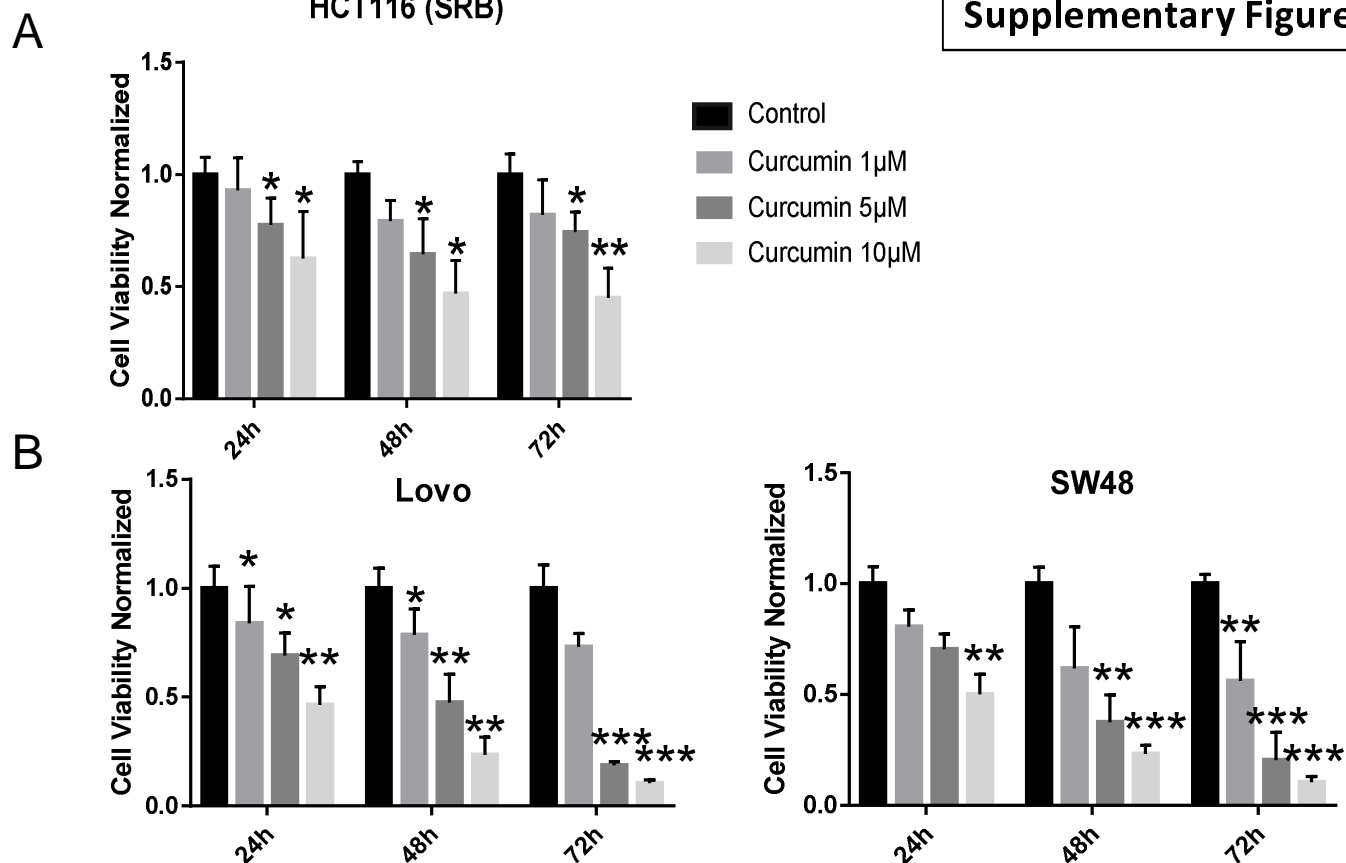 A
HCT116 (SRB)
Supplementary Figure
Cell Viability Normalized
1.5
1.0
0.5
0.0
* *
* *
* **
24h
48h
72h
Control
Curcumin 1µM
Curcumin 5µM
Curcumin 10µM
B
Lovo
Cell Viability Normalized
1.5
1.0
0.5
0.0
* * **
* ** **
*** ***
24h
48h
72h
SW48
Cell Viability Normalized
1.5
1.0
0.5
0.0
**
** ***
** *** ***
24h
48h
72h